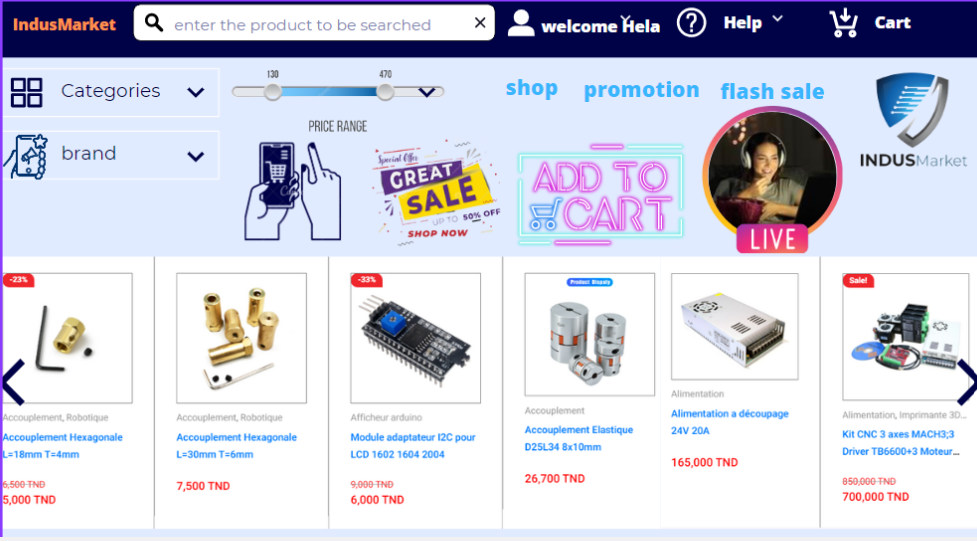 IndusMarket
enter the product to be searched
welcome Hela
Help
Cart
Categories
130
470
shop
promotion
flash sale
PRICE RANGE
brand
INDUSMarket
Special Offer
GREAT
SALE
UP TO 50% OFF
SHOP NOW
ADD TO
CART
LIVE
-23%
Accouplement, Robotique
Accouplement Hexagonale
L=18mm T=4mm
6,500 TND
5,000 TND
Accouplement, Robotique
Accouplement Hexagonale
L=30mm T=6mm
7,500 TND
-33%
Afficheur arduino
Module adaptateur I2C pour
LCD 1602 1604 2004
9,000 TND
6,000 TND
Accouplement
Accouplement Elastique
D25L34 8x10mm
26,700 TND
Alimentation
Alimentation a découpage
24V 20A
165,000 TND
Sale!
Alimentation, Imprimante 3D...
Kit CNC 3 axes MACH3;3
Driver TB6600+3 Moteur...
850,000 TND
700,000 TND